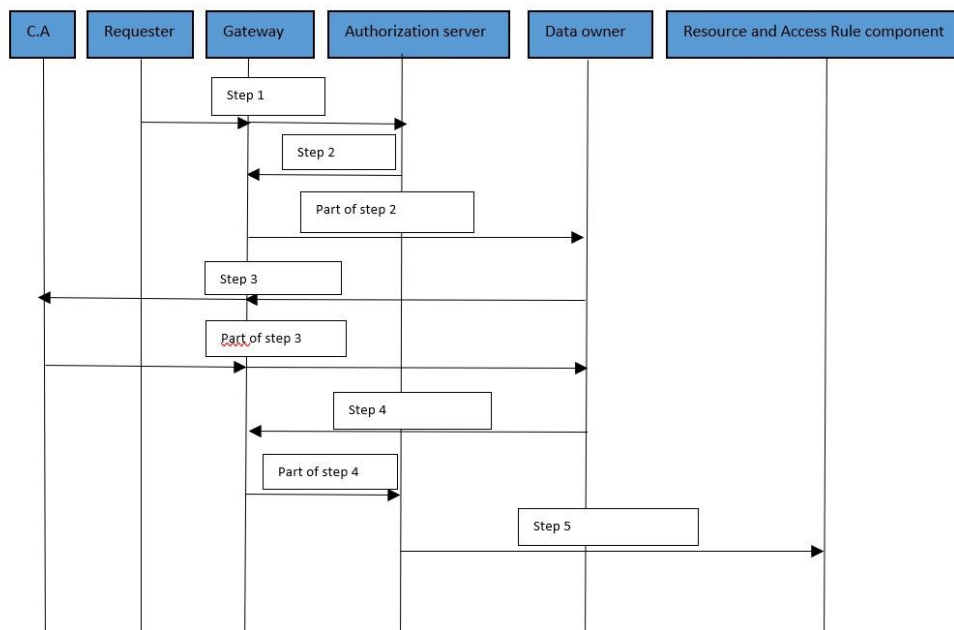 C.A
Requester
Gateway
Authorization server
Data owner
Resource and Access Rule component
Step 1
Step 2
Part of step 2
Step 3
Part of step 3
Step 4
Part of step 4
Step 5